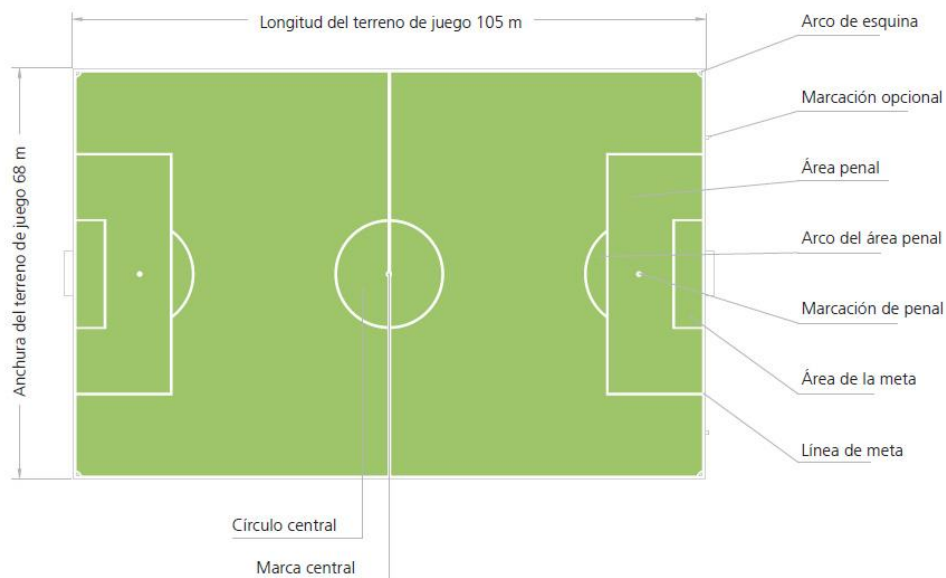 Longitud del terreno de juego 105 m
Anchura del terreno de juego 68 m
Arco de esquina
Marcación opcional
Área penal
Arco del área penal
Marcación de penal
Área de la meta
Línea de meta
Círculo central
Marca central